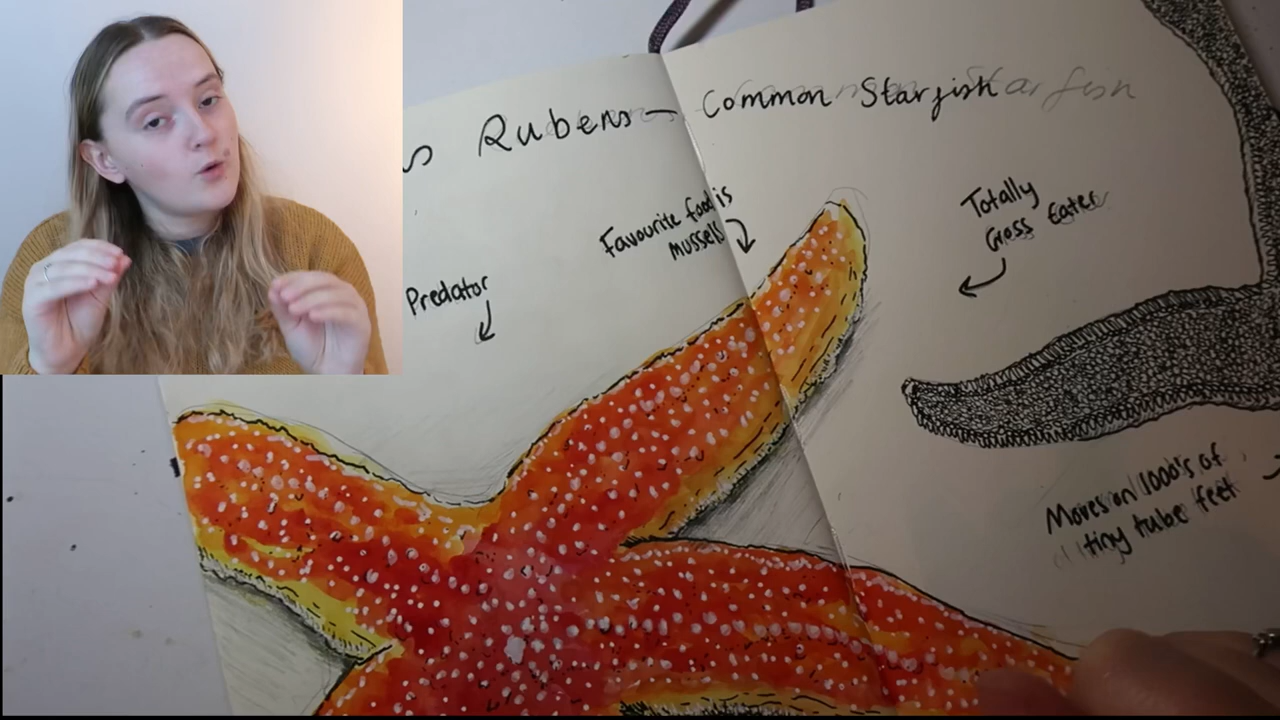 s Rubens - Common Starfish
Favourite food is
mussels
Totally
Gross Eater
Predator
Moves on 1000's of
tiny tube feet